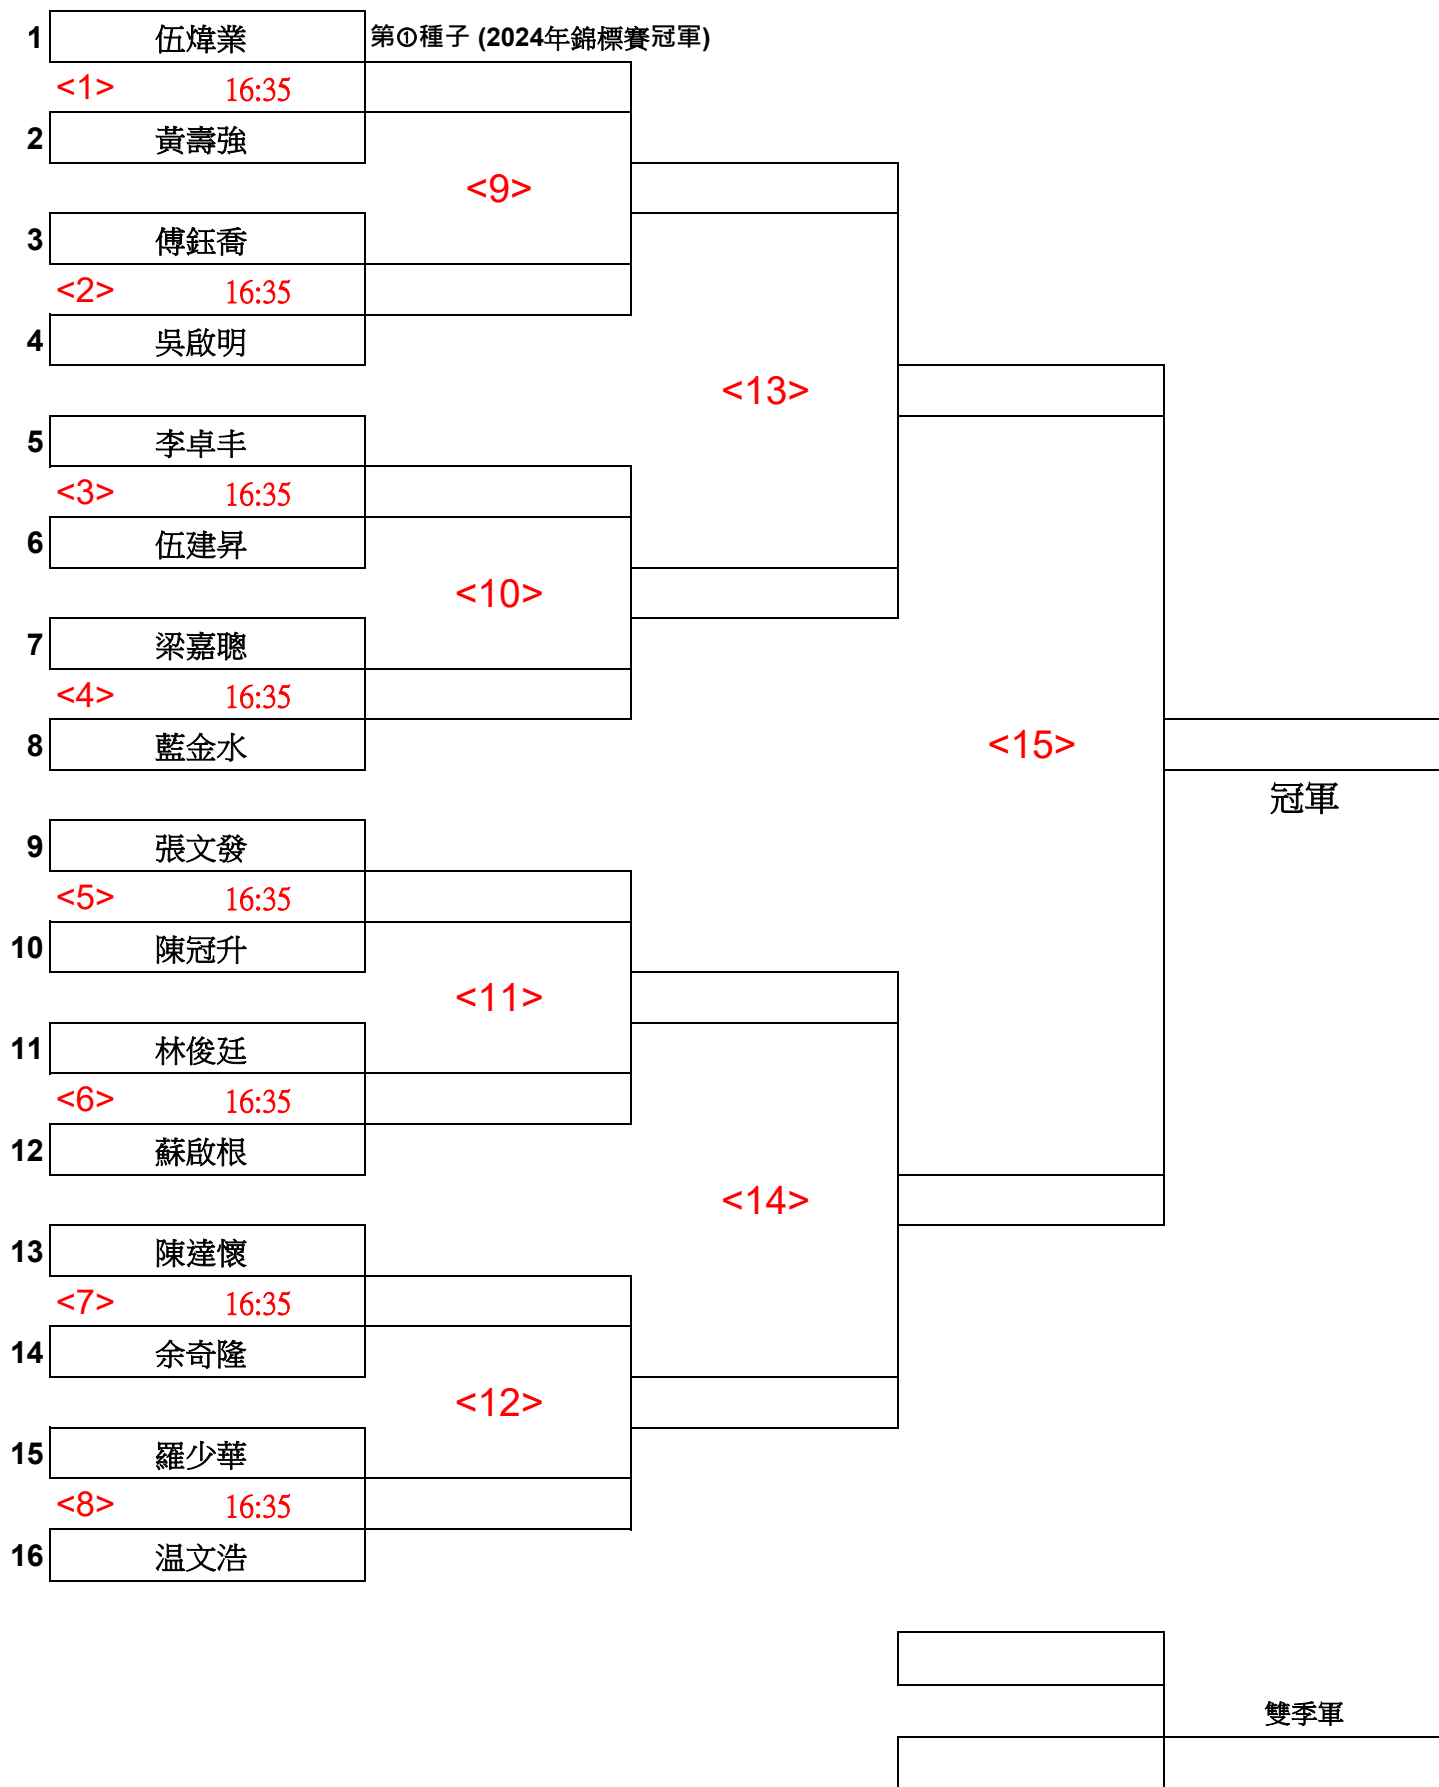 1 伍煒業 第①種子 (2024年錦標賽冠軍)
<1> 16:35
2 黃壽強
<9>
3 傅鈺喬
<2> 16:35
4 吳啟明
<13>
5 李卓丰
<3> 16:35
6 伍建昇
<10>
7 梁嘉聰
<4> 16:35
8 藍金水
<15>
冠軍
9 張文發
<5> 16:35
10 陳冠升
<11>
11 林俊廷
<6> 16:35
12 蘇啟根
<14>
13 陳達懷
<7> 16:35
14 余奇隆
<12>
15 羅少華
<8> 16:35
16 温文浩
雙季軍